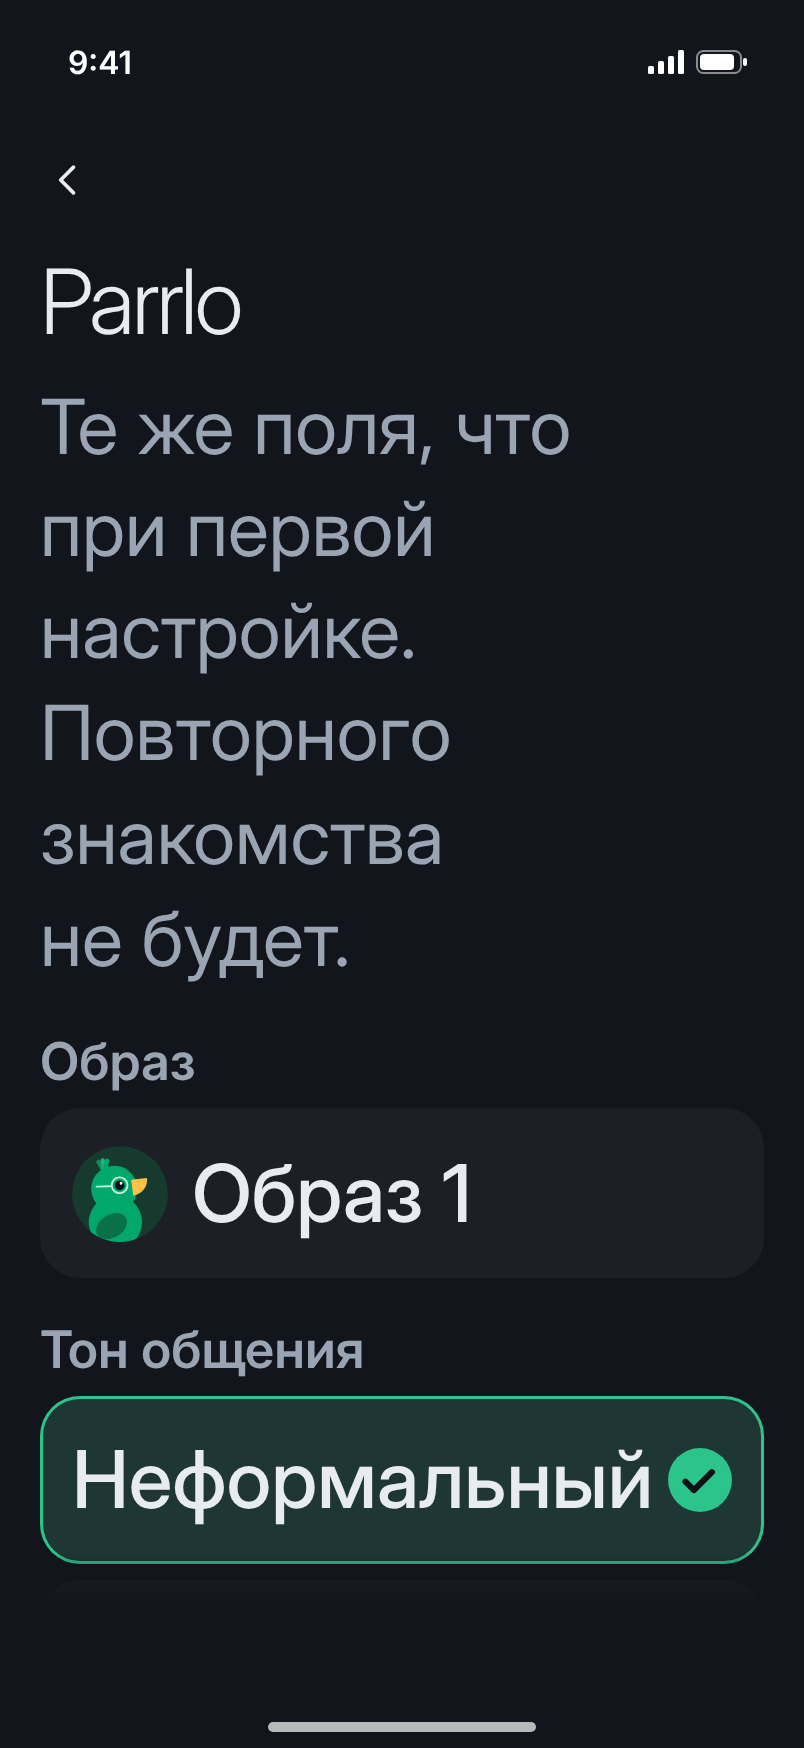 9:41
Parrlo
Те же поля, что
при первой
настройке.
Повторного
знакомства
не будет.
Образ
Образ 1
Тон общения
Неформальный